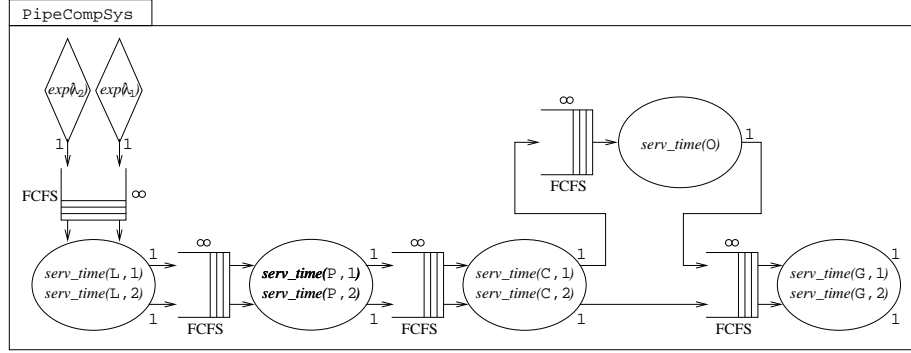 PipeCompSys
exp(λ₂)
exp(λ₁)
1
1
FCFS
∞
serv_time(L,1)
serv_time(L,2)
1
1
∞
FCFS
serv_time(P,1)
serv_time(P,2)
1
1
∞
FCFS
serv_time(C,1)
serv_time(C,2)
1
1
∞
FCFS
serv_time(O)
1
∞
FCFS
serv_time(G,1)
serv_time(G,2)
1
1